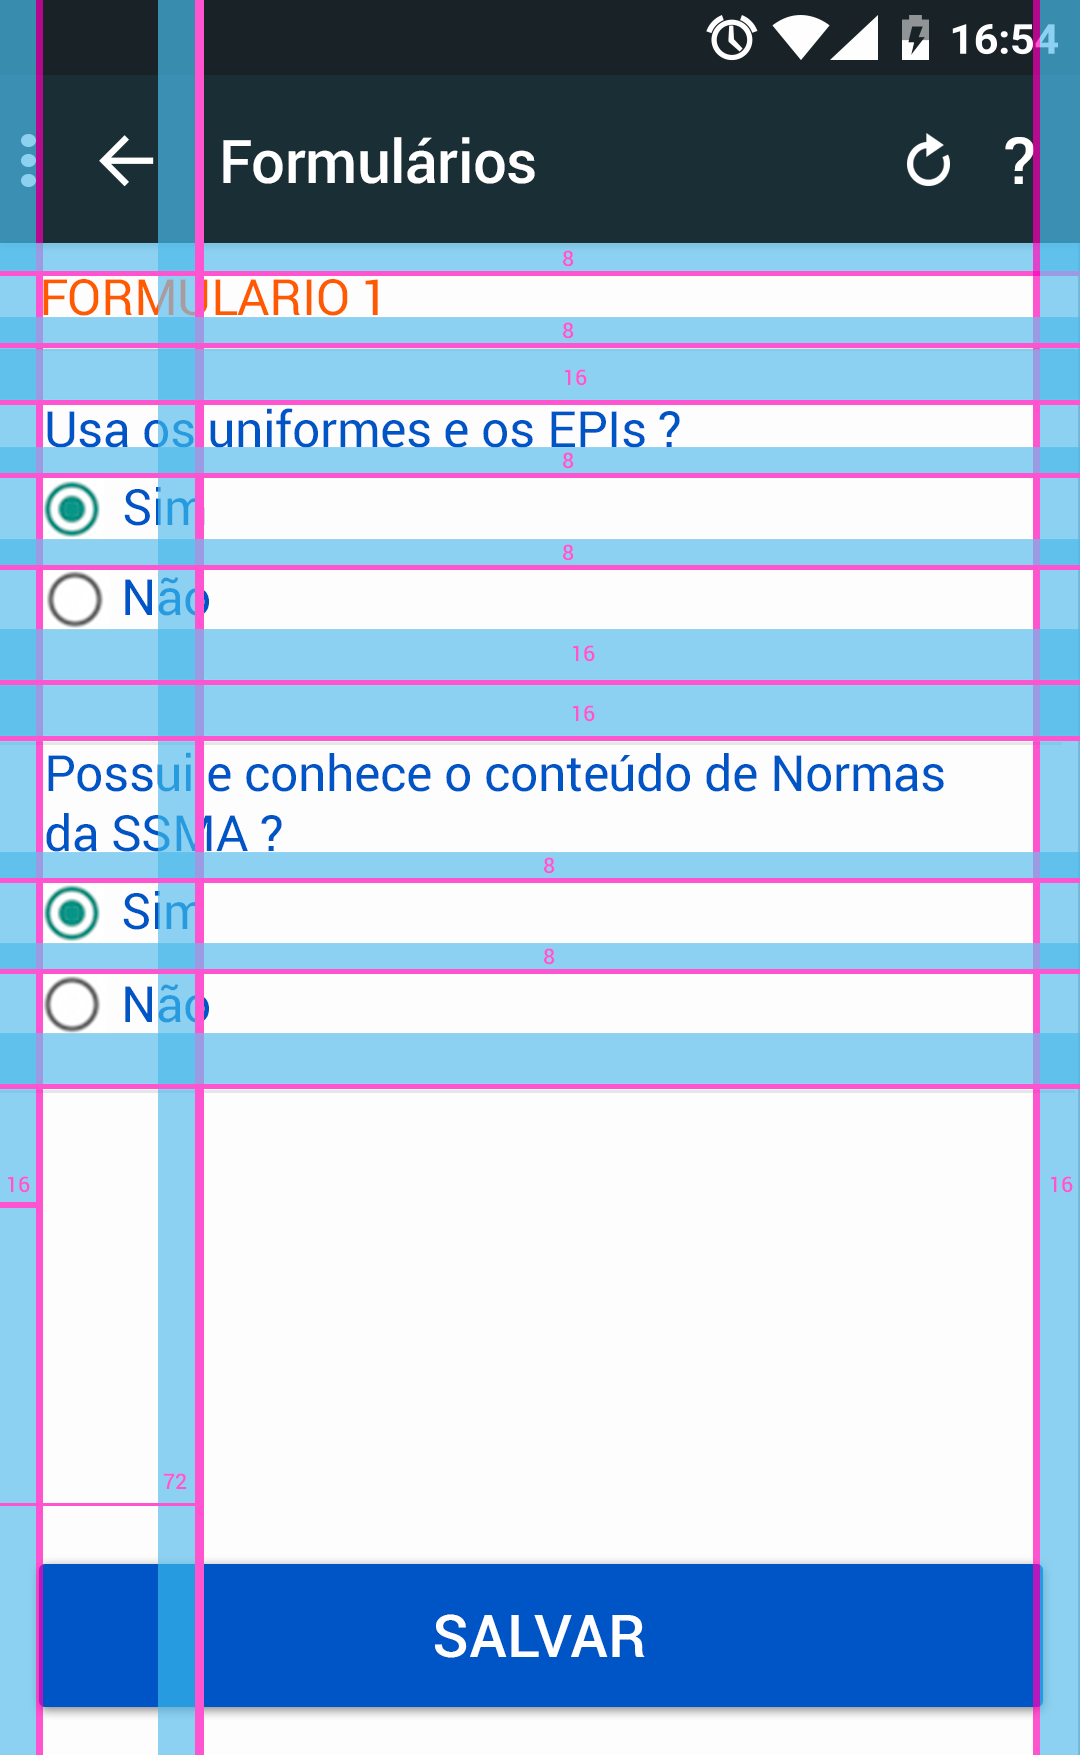 16:54
Formulários ?
8
FORMULARIO 1
8
16
Usa os uniformes e os EPIs ?
8
Sim
8
Não
16
16
Possui e conhece o conteúdo de Normas
da SSMA ?
8
Sim
8
Não
16 16
72
SALVAR